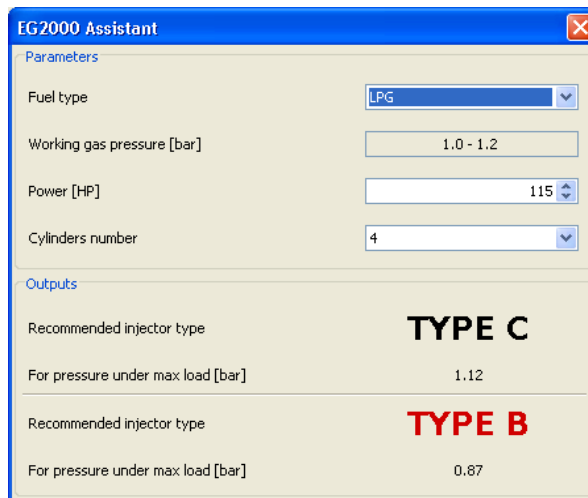 EG2000 Assistant
Parameters
Fuel type LPG
Working gas pressure [bar] 1.0 - 1.2
Power [HP] 115
Cylinders number 4
Outputs
Recommended injector type TYPE C
For pressure under max load [bar] 1.12
Recommended injector type TYPE B
For pressure under max load [bar] 0.87